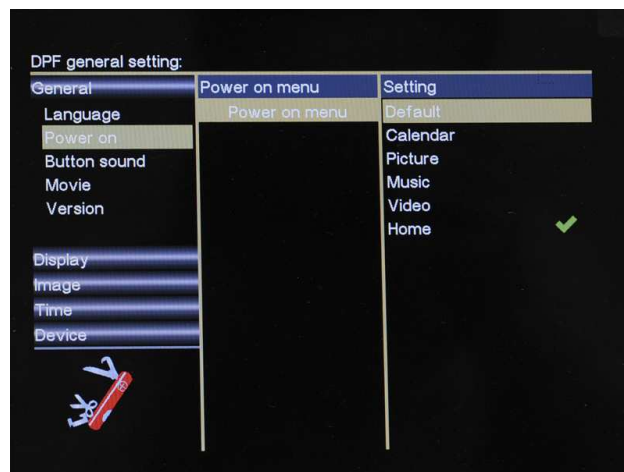 DPF general setting:
General
Language
Power on
Button sound
Movie
Version
Display
Image
Time
Device
Power on menu
Power on menu
Setting
Default
Calendar
Picture
Music
Video
Home